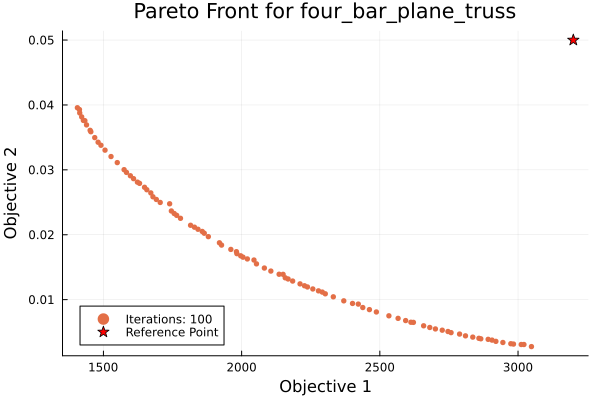 Pareto Front for four_bar_plane_truss
Objective 2
0.05
0.04
0.03
0.02
0.01
Iterations: 100
Reference Point
1500 2000 2500 3000
Objective 1